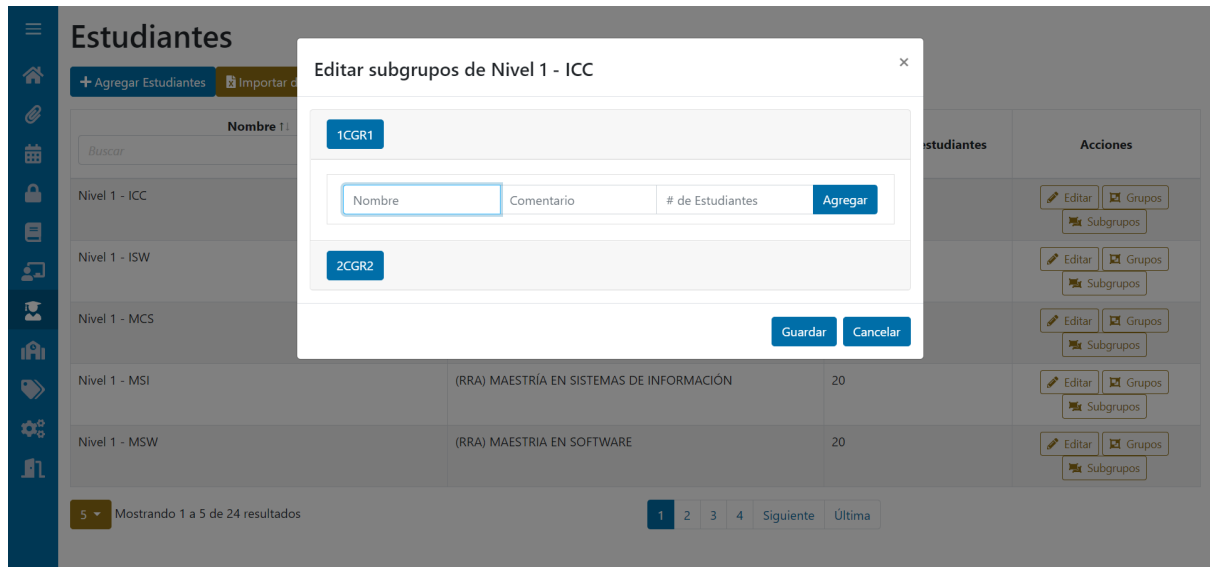 Estudiantes
Agregar Estudiantes
Importar d
Nombre
estudiantes
Acciones
Buscar
Editar subgrupos de Nivel 1 - ICC
×
1CGR1
Nombre
Comentario
# de Estudiantes
Agregar
2CGR2
Guardar
Cancelar
Nivel 1 - ICC
Editar
Grupos
Subgrupos
Nivel 1 - ISW
Editar
Grupos
Subgrupos
Nivel 1 - MCS
Editar
Grupos
Subgrupos
Nivel 1 - MSI
(RRA) MAESTRÍA EN SISTEMAS DE INFORMACIÓN
20
Editar
Grupos
Subgrupos
Nivel 1 - MSW
(RRA) MAESTRIA EN SOFTWARE
20
Editar
Grupos
Subgrupos
5
Mostrando 1 a 5 de 24 resultados
1 2 3 4 Siguiente Última